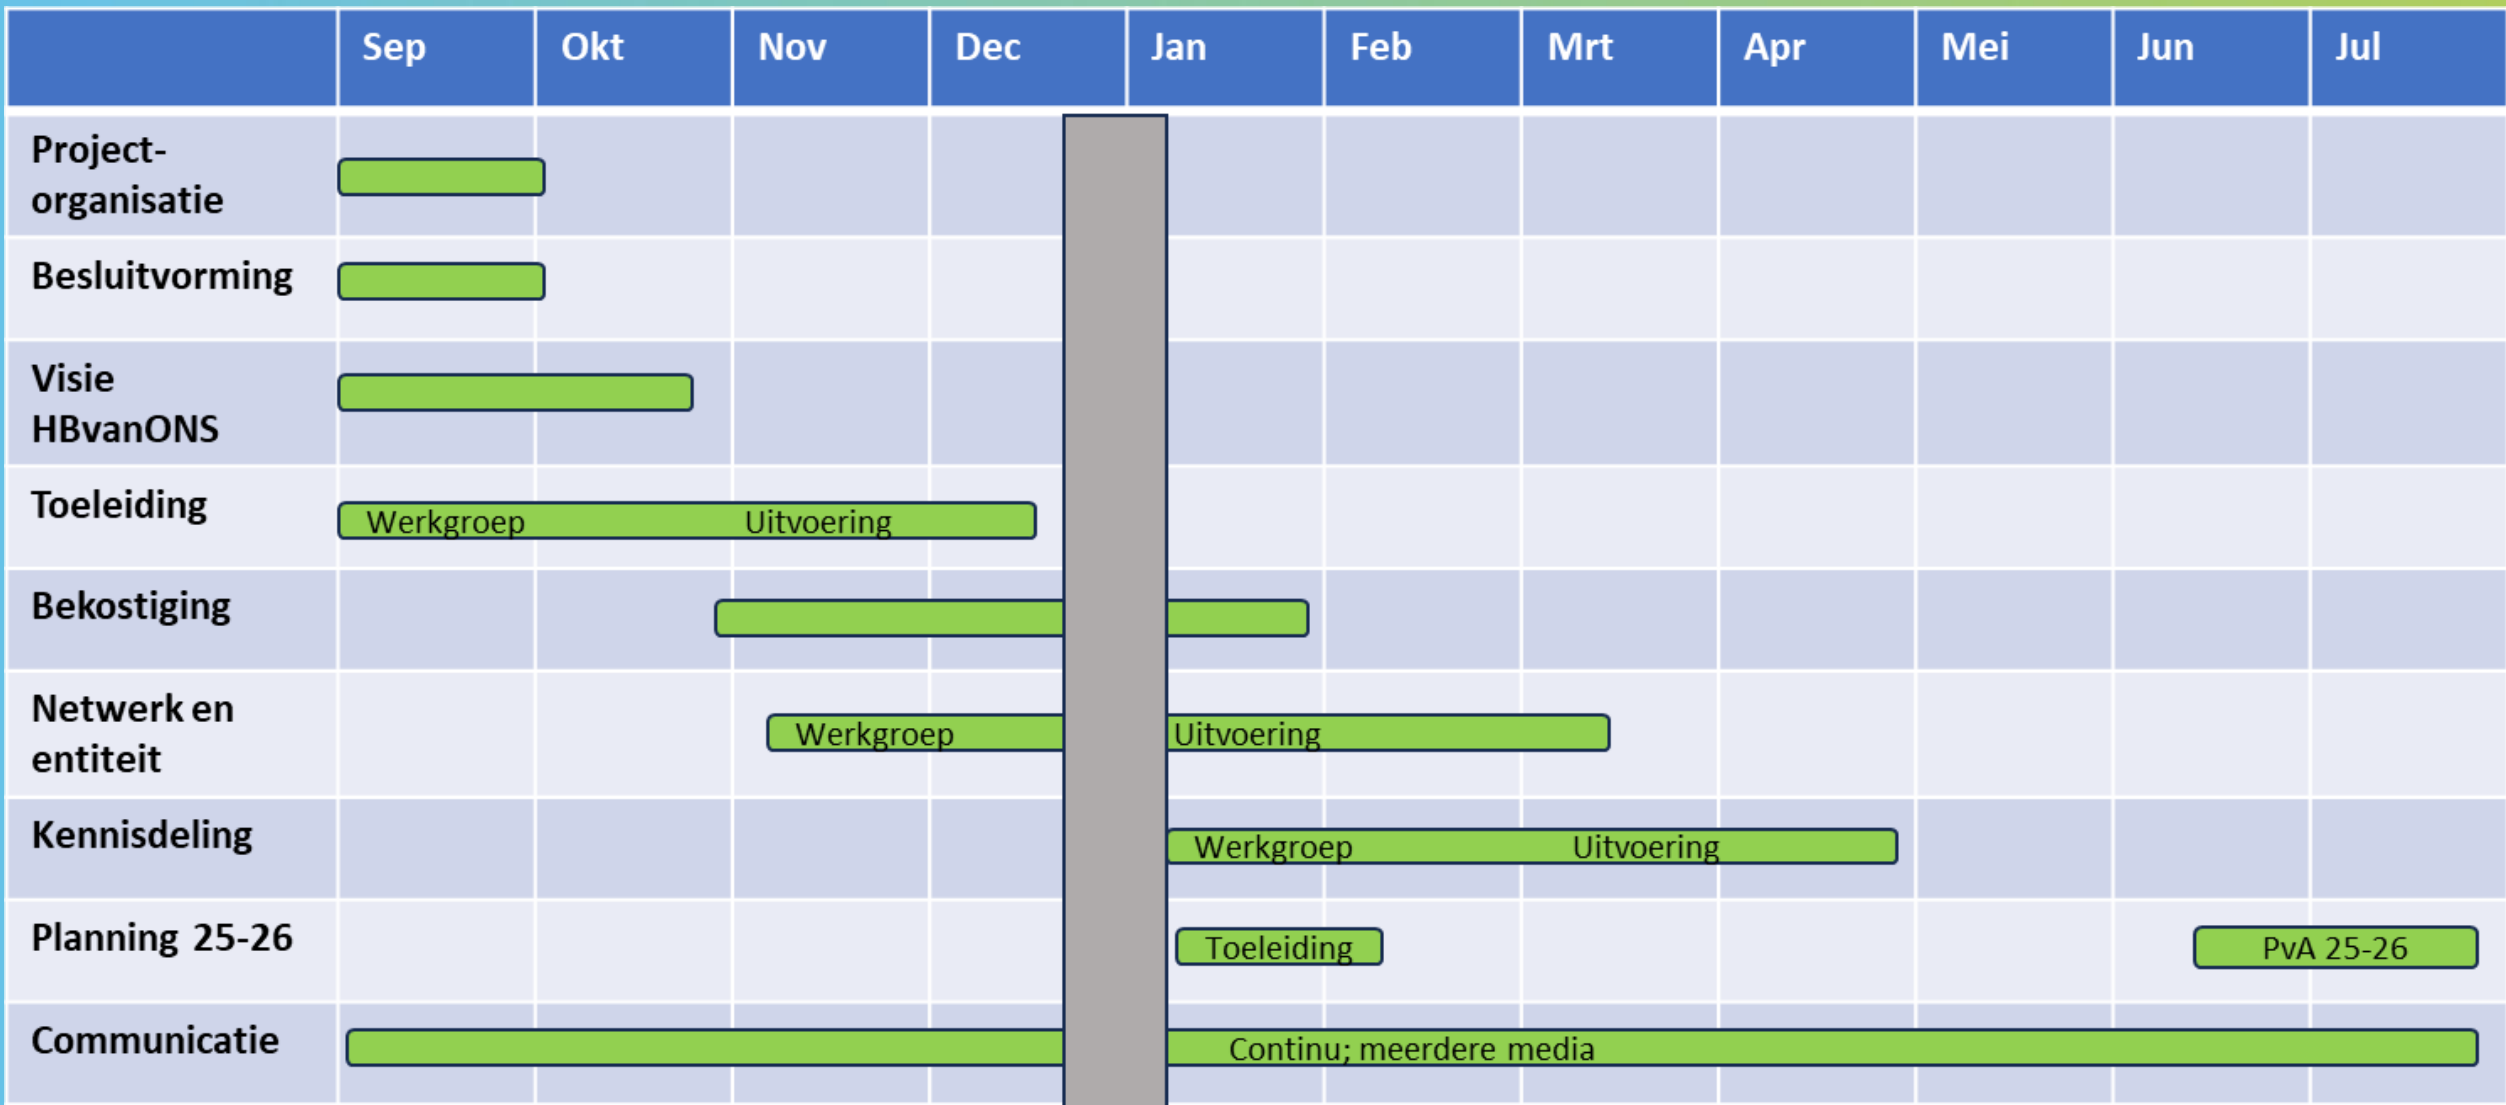 Sep Okt Nov Dec Jan Feb Mrt Apr Mei Jun Jul
Project-
organisatie
Besluitvorming
Visie
HBvanONS
Toeleiding
Werkgroep Uitvoering
Bekostiging
Netwerk en
entiteit
Werkgroep Uitvoering
Kennisdeling
Werkgroep Uitvoering
Planning 25-26
Toeleiding PvA 25-26
Communicatie
Continu; meerdere media